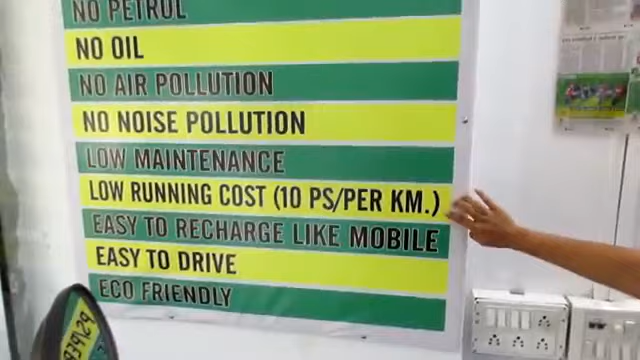 NO PETROL
NO OIL
NO AIR POLLUTION
NO NOISE POLLUTION
LOW MAINTENANCE
LOW RUNNING COST (10 PS/PER KM.)
EASY TO RECHARGE LIKE MOBILE
EASY TO DRIVE
ECO FRIENDLY